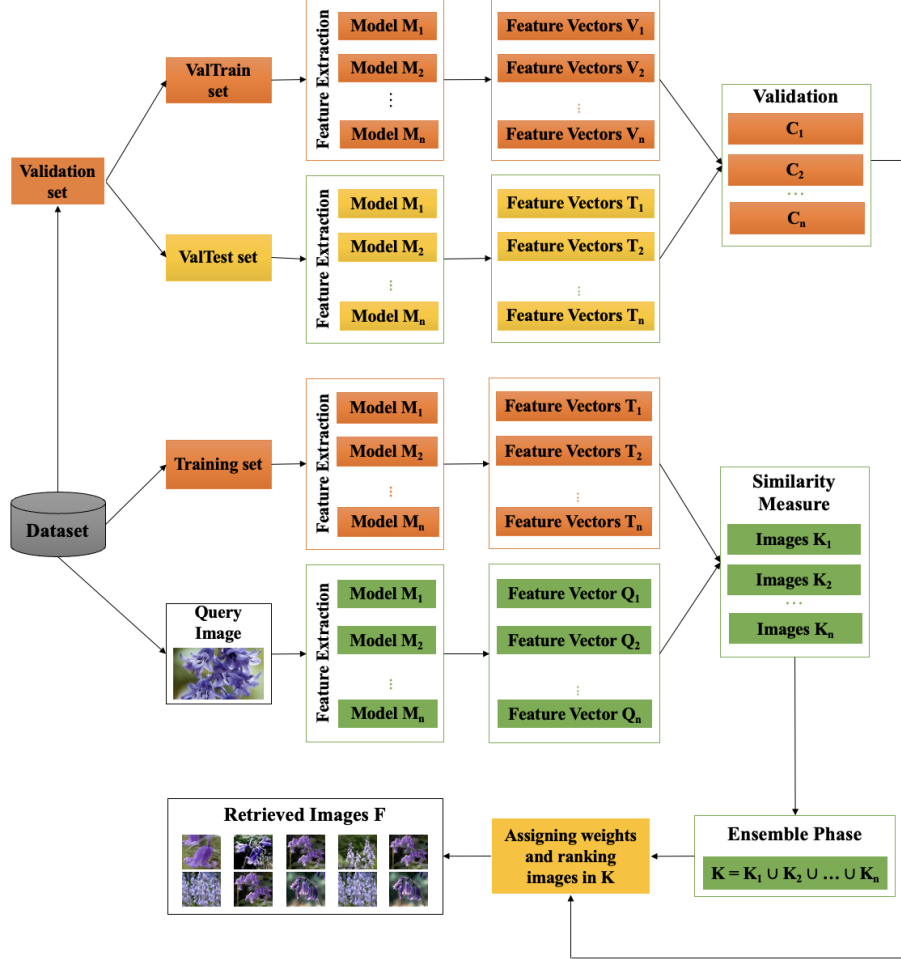 ValTrain
set
Feature Extraction
Model M₁
Model M₂
⋮
Model Mₙ
Feature Vectors V₁
Feature Vectors V₂
⋮
Feature Vectors Vₙ
Validation
C₁
C₂
...
Cₙ
Validation
set
ValTest set
Feature Extraction
Model M₁
Model M₂
⋮
Model Mₙ
Feature Vectors T₁
Feature Vectors T₂
⋮
Feature Vectors Tₙ
Dataset
Training set
Feature Extraction
Model M₁
Model M₂
⋮
Model Mₙ
Feature Vectors T₁
Feature Vectors T₂
⋮
Feature Vectors Tₙ
Similarity
Measure
Images K₁
Images K₂
...
Images Kₙ
Query
Image
Feature Extraction
Model M₁
Model M₂
⋮
Model Mₙ
Feature Vector Q₁
Feature Vector Q₂
⋮
Feature Vector Qₙ
Retrieved Images F
Assigning weights
and ranking
images in K
Ensemble Phase
K = K₁ ∪ K₂ ∪ … ∪ Kₙ